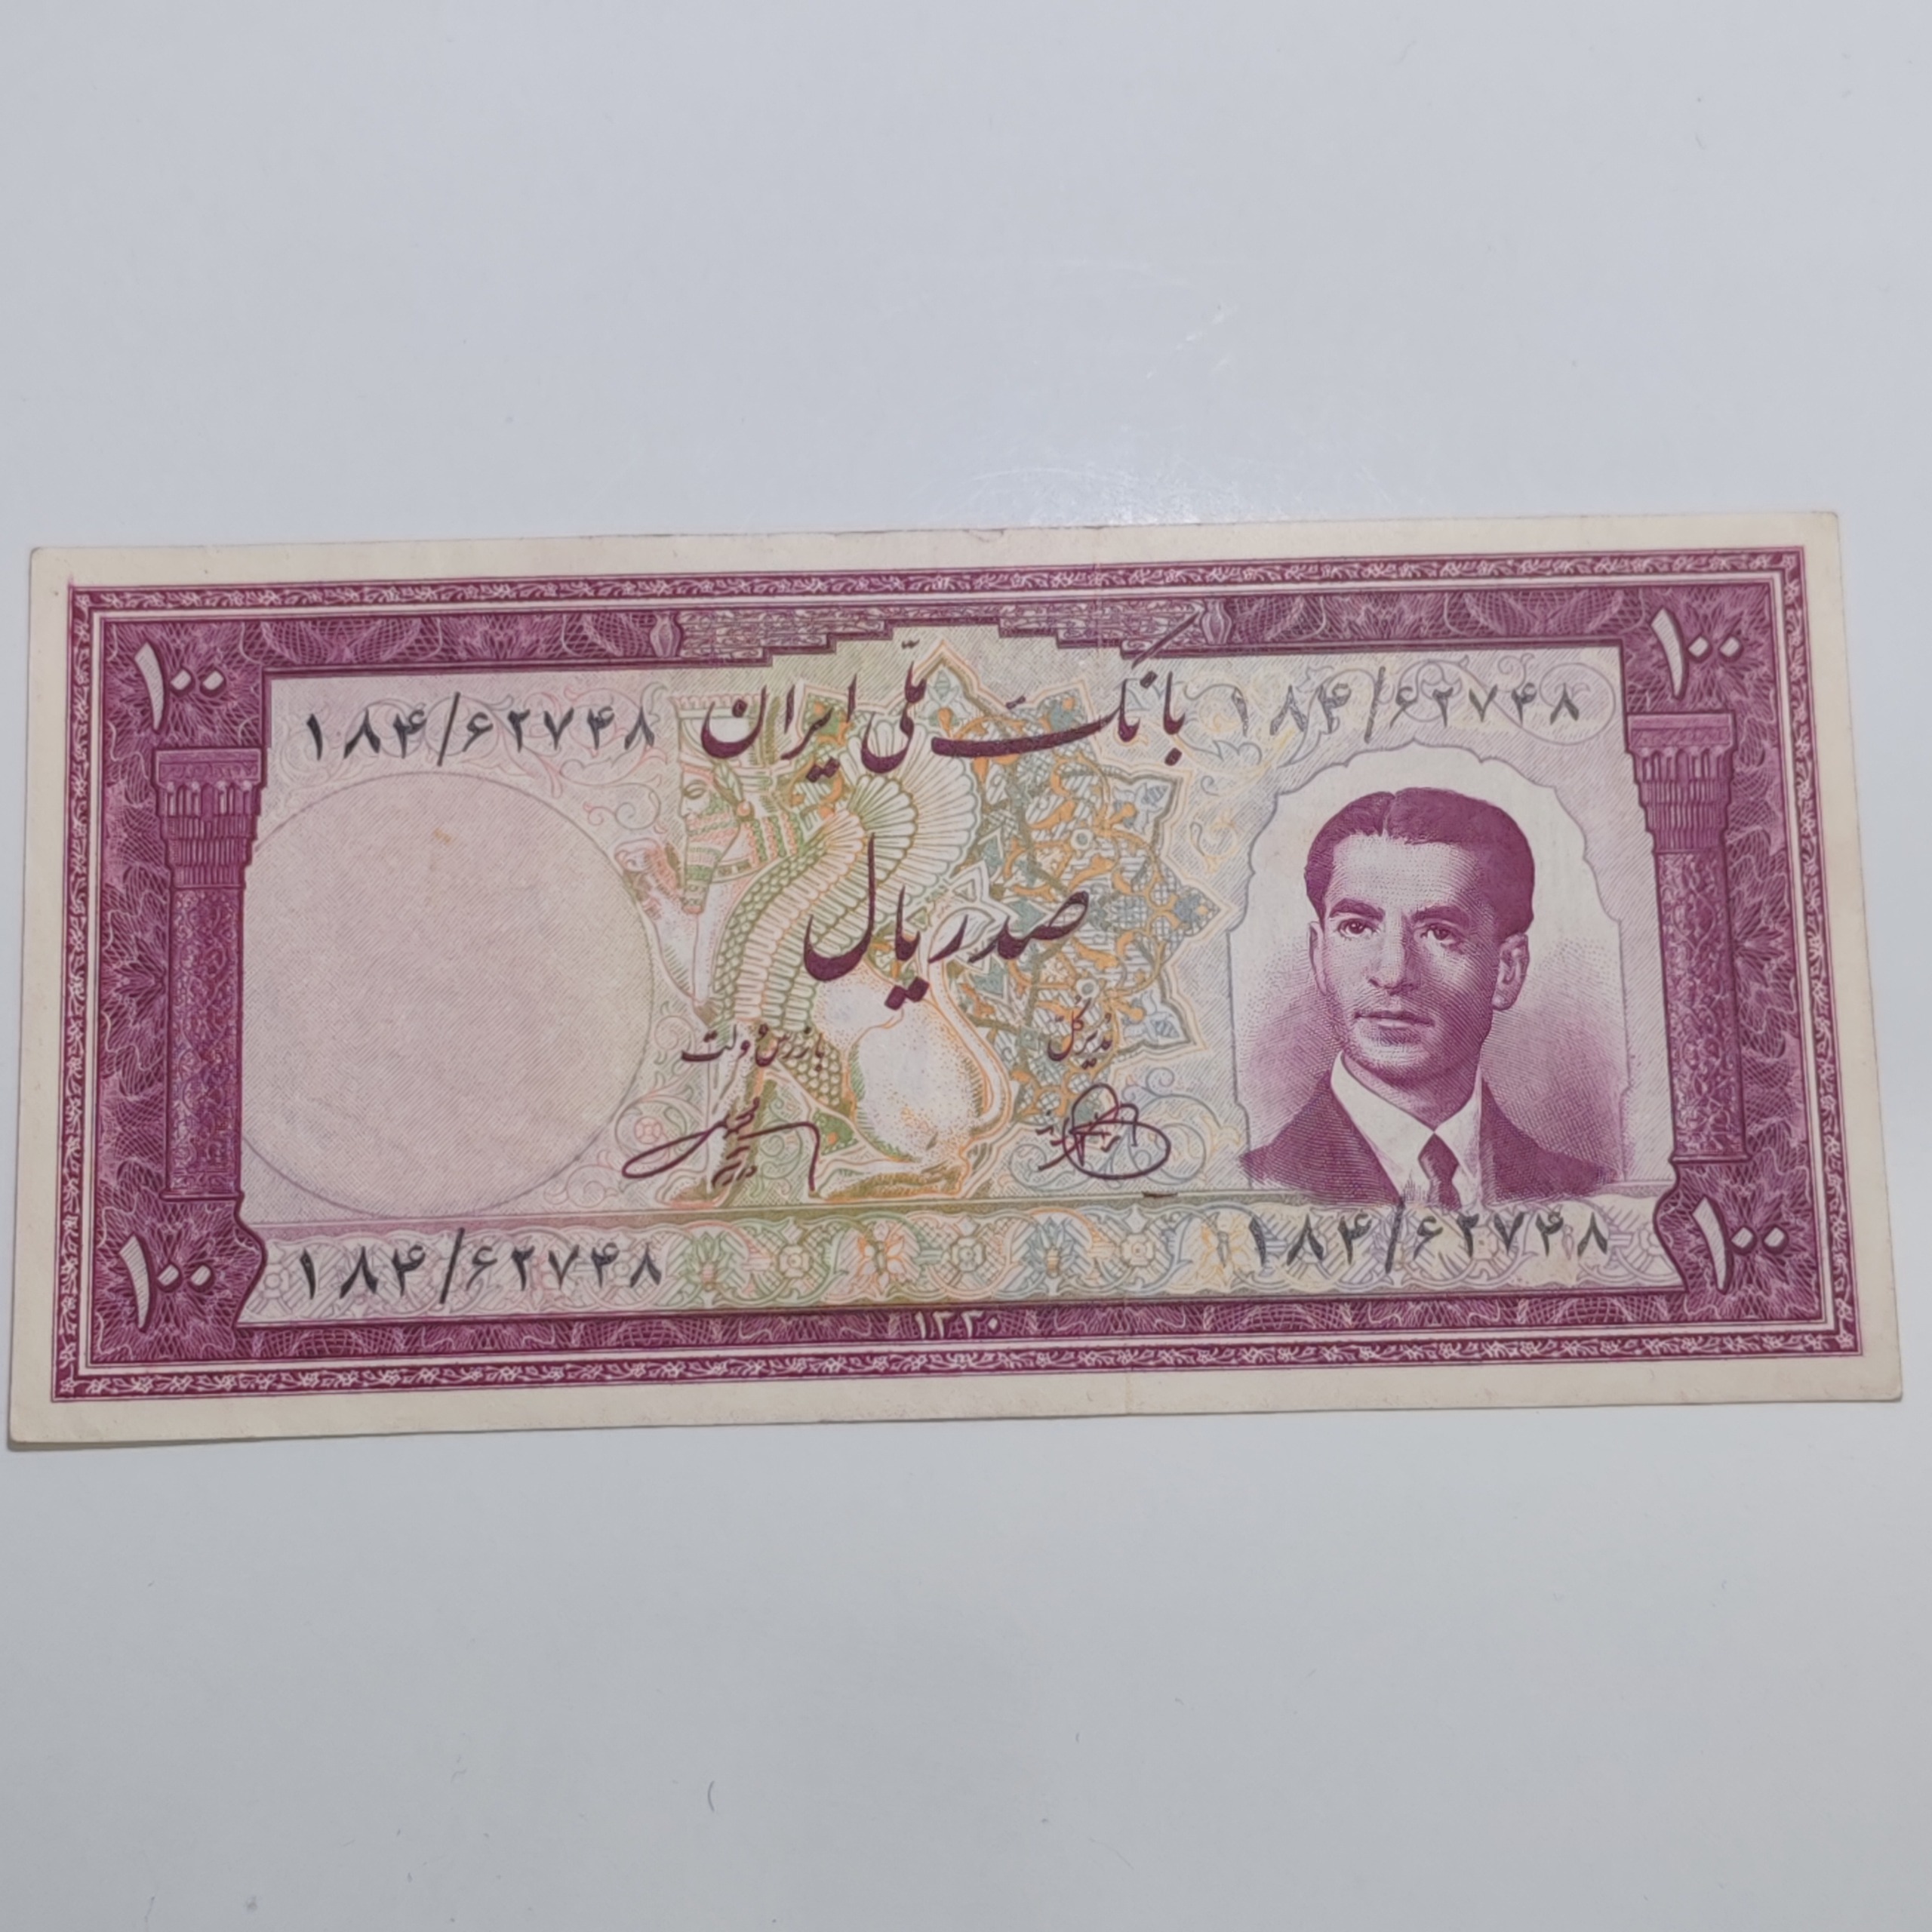 ۱۰۰ ۱۰۰
بانک ملّی ایران
۱۸۴/۶۲۷۴۸ ۱۸۴/۶۲۷۴۸
صد ریال
مدیر کل بازرس دولت
۱۸۴/۶۲۷۴۸ ۱۸۴/۶۲۷۴۸
۱۰۰ ۱۰۰
۱۳۳۰